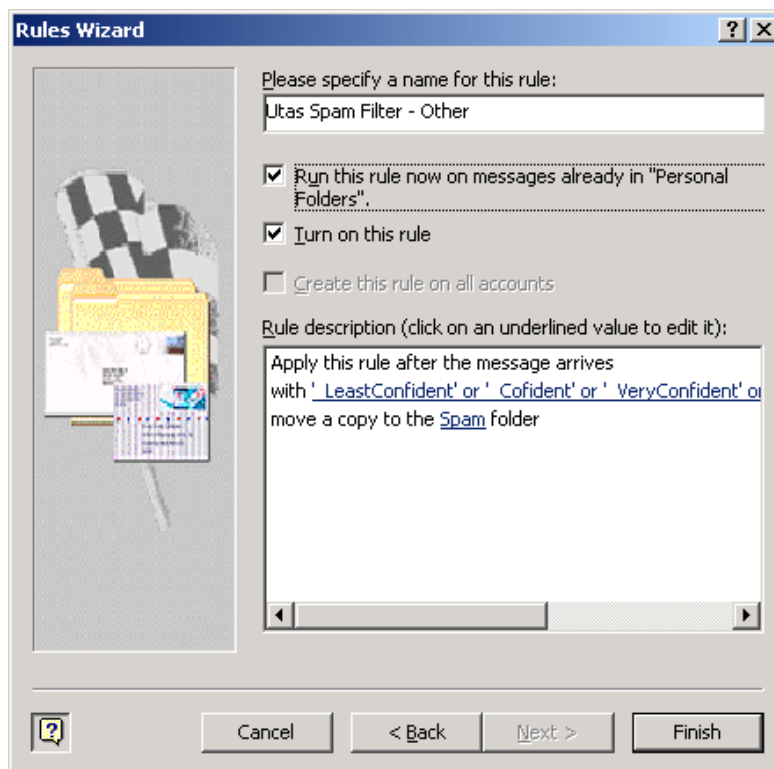 Rules Wizard
Please specify a name for this rule:
Utas Spam Filter - Other
Run this rule now on messages already in "Personal
Folders".
Turn on this rule
Create this rule on all accounts
Rule description (click on an underlined value to edit it):
Apply this rule after the message arrives
with '_LeastConfident' or '_Cofident' or '_VeryConfident' or
move a copy to the Spam folder
Cancel
< Back
Next >
Finish